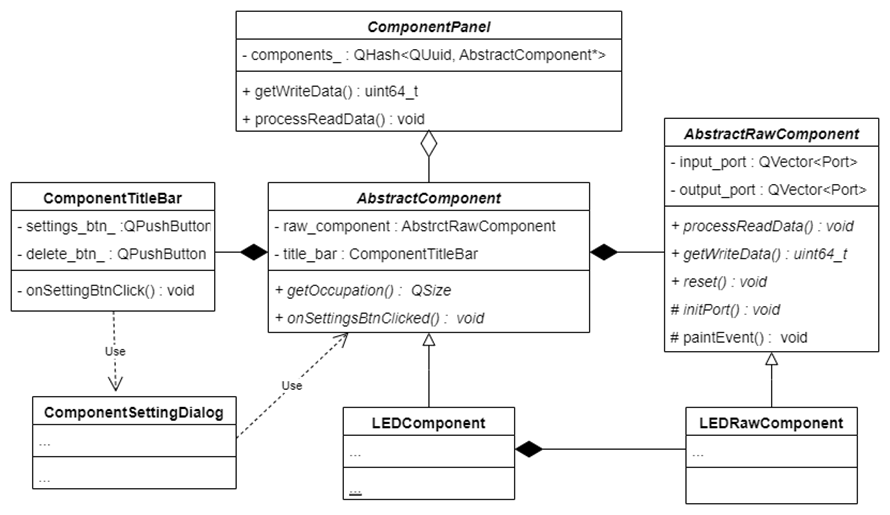 ComponentPanel
- components_ : QHash<QUuid, AbstractComponent*>
+ getWriteData() : uint64_t
+ processReadData() : void
AbstractRawComponent
- input_port : QVector<Port>
- output_port : QVector<Port>
+ processReadData() : void
+ getWriteData() : uint64_t
+ reset() : void
# initPort() : void
# paintEvent() : void
ComponentTitleBar
- settings_btn_ :QPushButton
- delete_btn_ : QPushButton
- onSettingBtnClick() : void
AbstractComponent
- raw_component : AbstrctRawComponent
- title_bar : ComponentTitleBar
+ getOccupation() : QSize
+ onSettingsBtnClicked() : void
Use
Use
ComponentSettingDialog
...
...
LEDComponent
...
...
LEDRawComponent
...